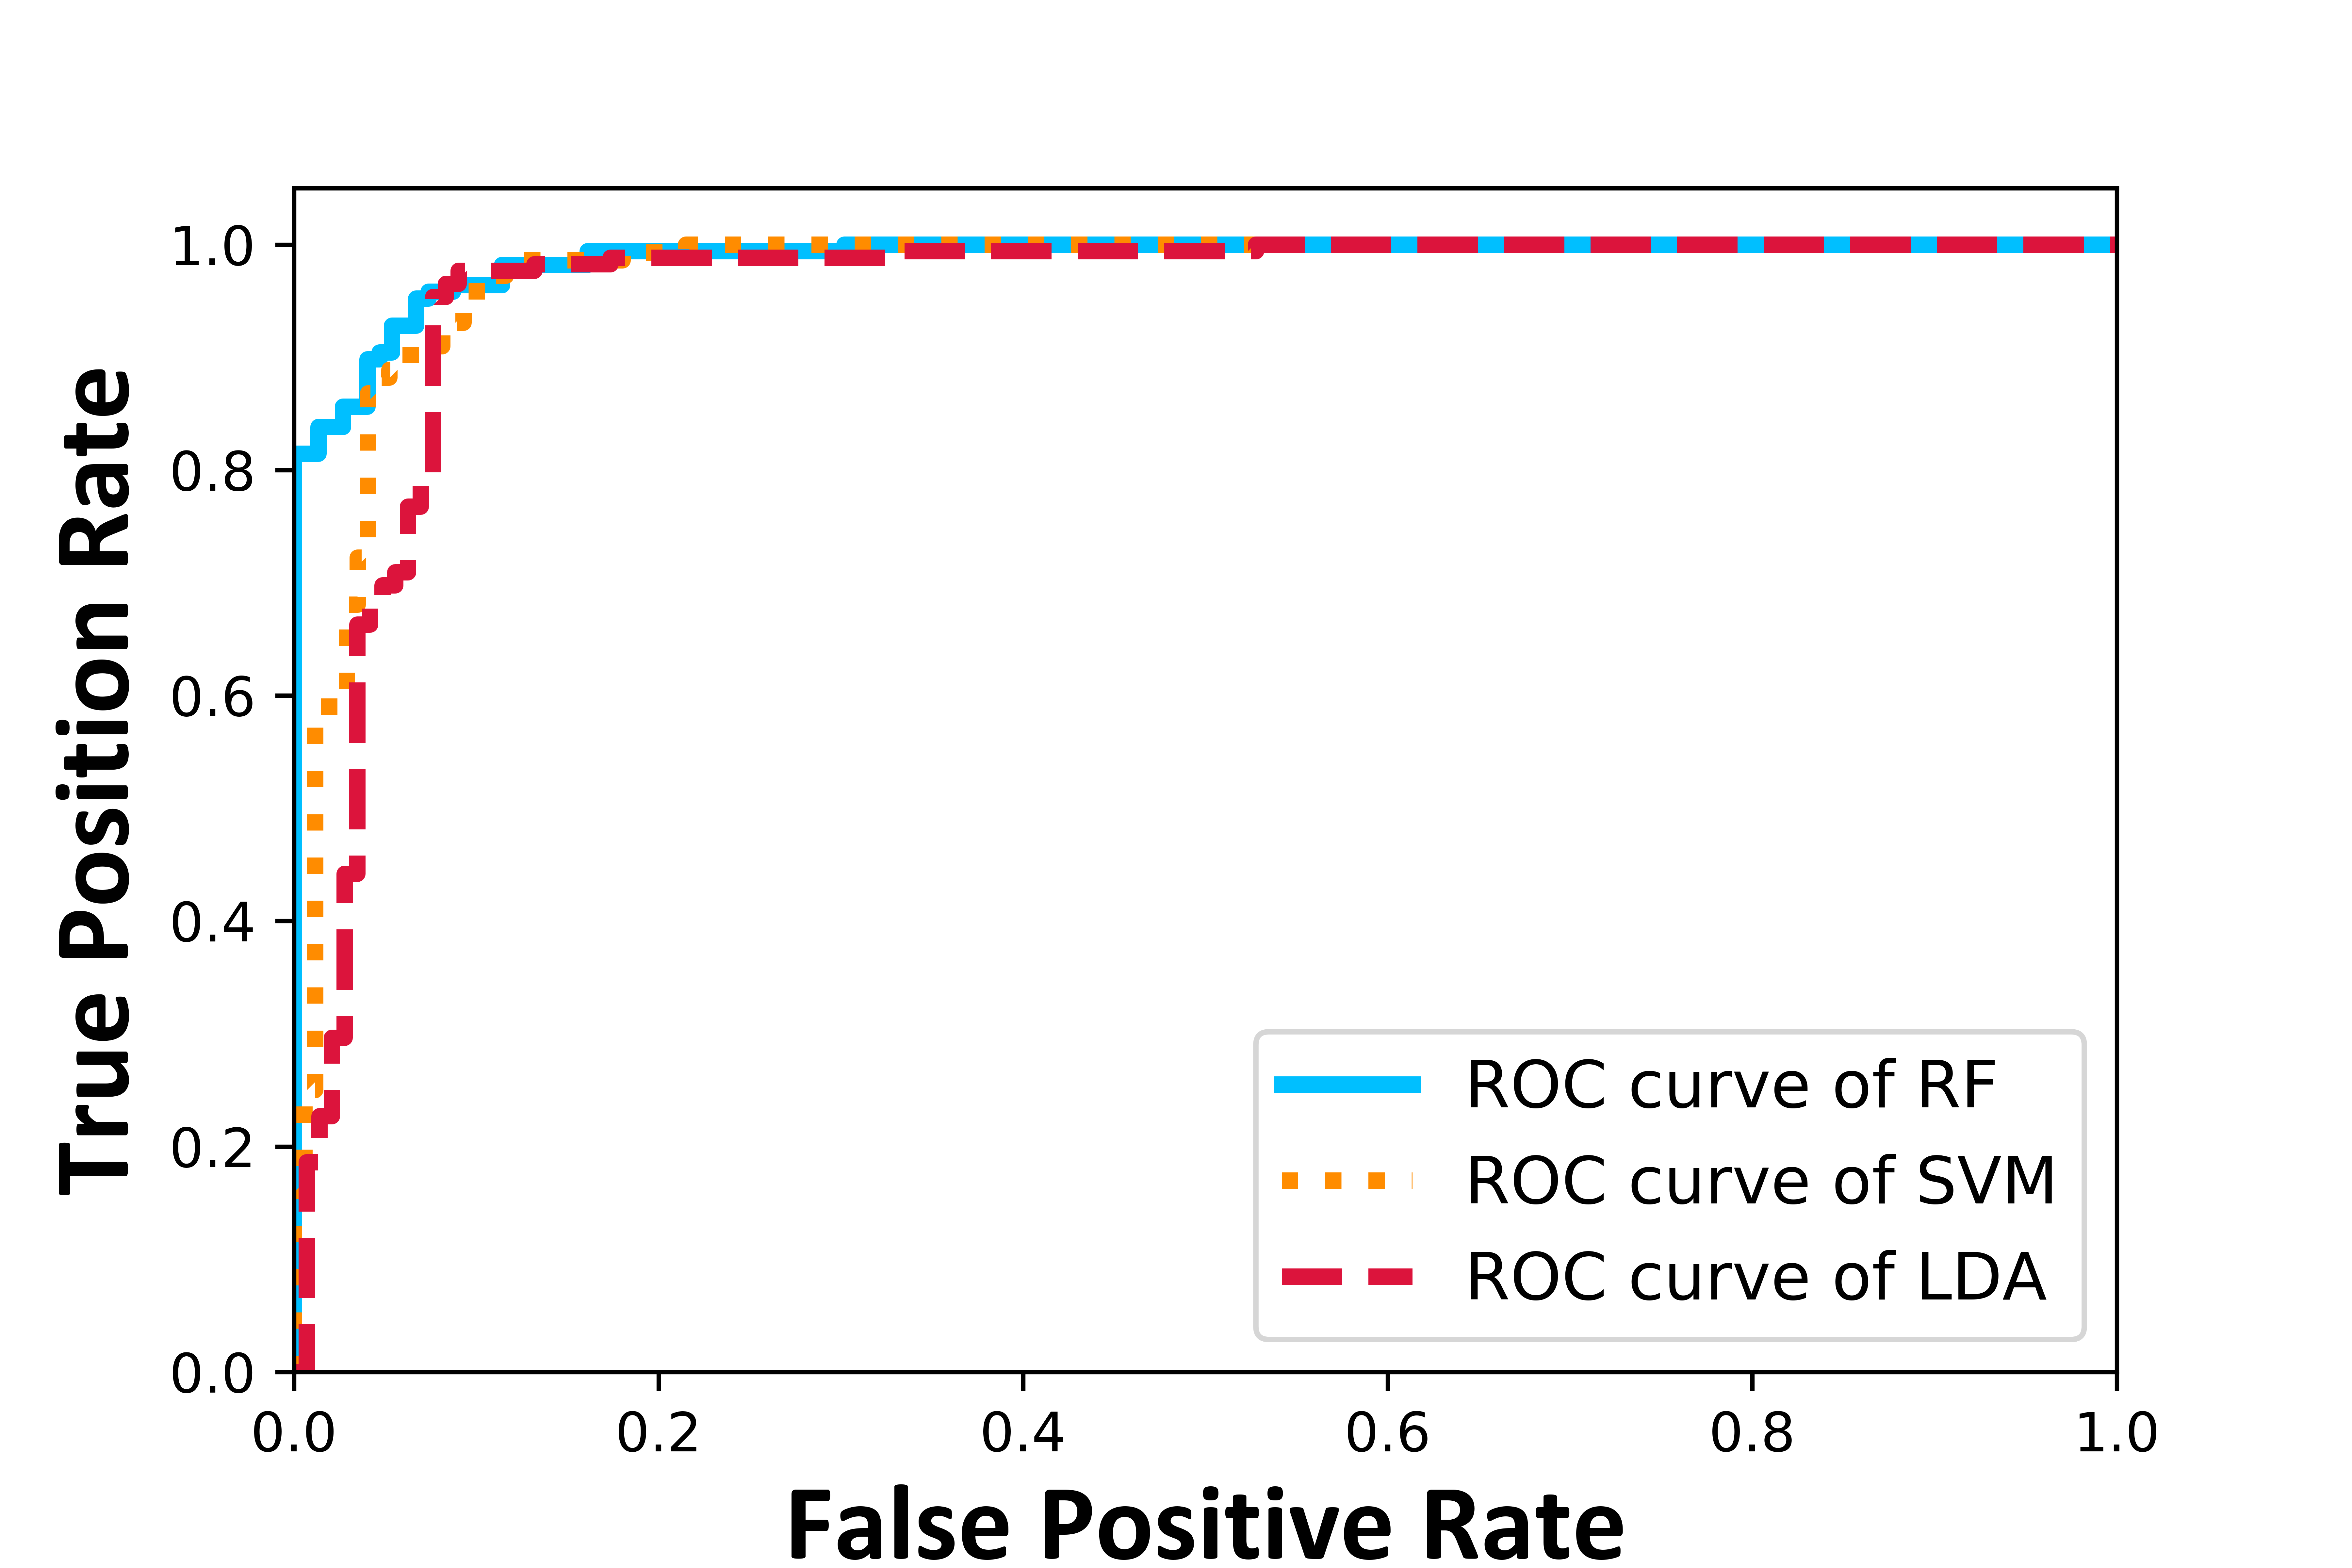 True Position Rate
1.0
0.8
0.6
0.4
0.2
0.0
ROC curve of RF
ROC curve of SVM
ROC curve of LDA
0.0 0.2 0.4 0.6 0.8 1.0
False Positive Rate